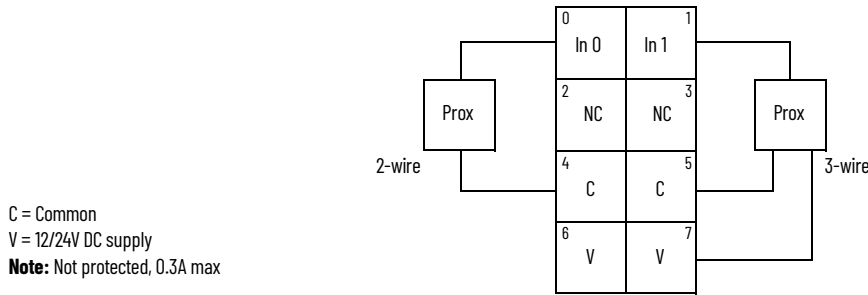 0 1
In 0 In 1
2 3
Prox NC NC Prox
2-wire 4 5 3-wire
C C
C = Common
6 7
V = 12/24V DC supply
V V
Note: Not protected, 0.3A max